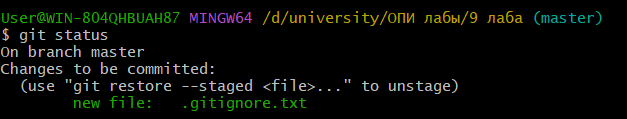 User@WIN-8O4QHBUAH87 MINGW64 /d/university/ОПИ лабы/9 лаба (master)
$ git status
On branch master
Changes to be committed:
  (use "git restore --staged <file>..." to unstage)
        new file:   .gitignore.txt